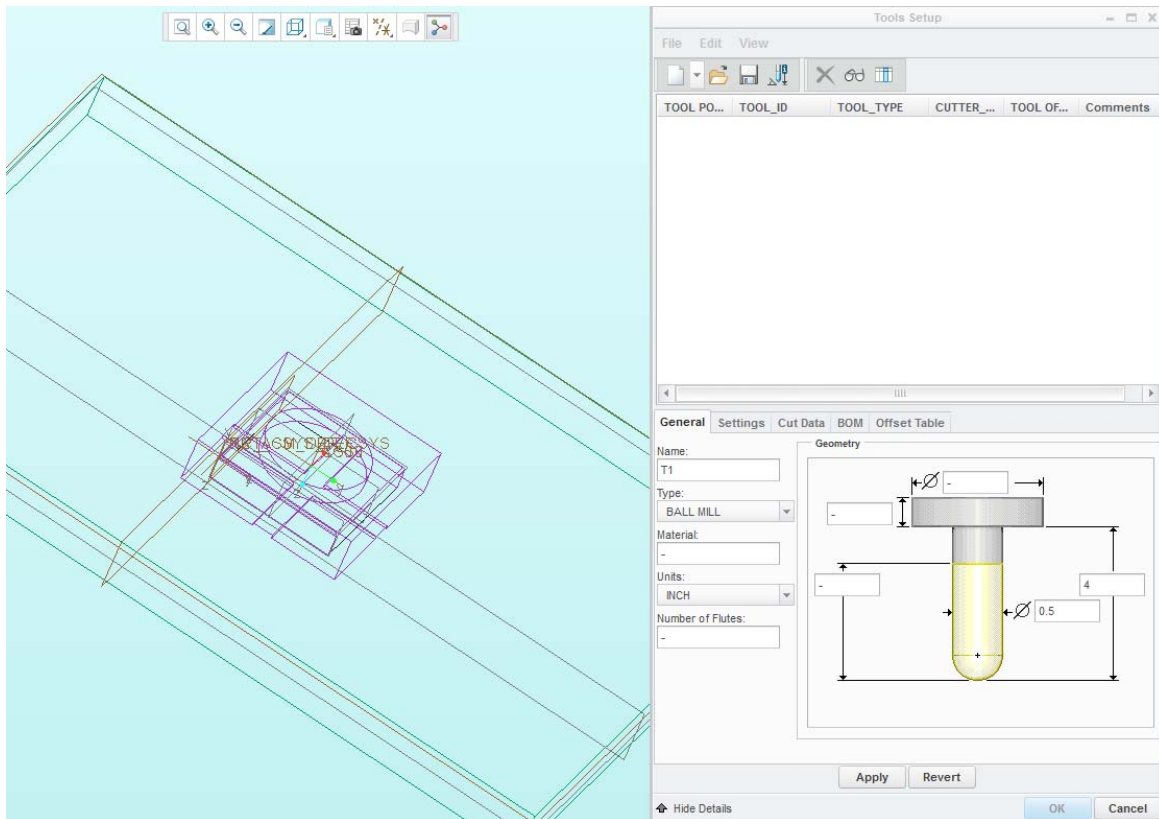 Tools Setup
File Edit View
TOOL PO... TOOL_ID TOOL_TYPE CUTTER_... TOOL OF... Comments
General Settings Cut Data BOM Offset Table
Name:
T1
Type:
BALL MILL
Material:
-
Units:
INCH
Number of Flutes:
-
Geometry
Ø -
-
-
4
Ø 0.5
Apply Revert
Hide Details
OK Cancel